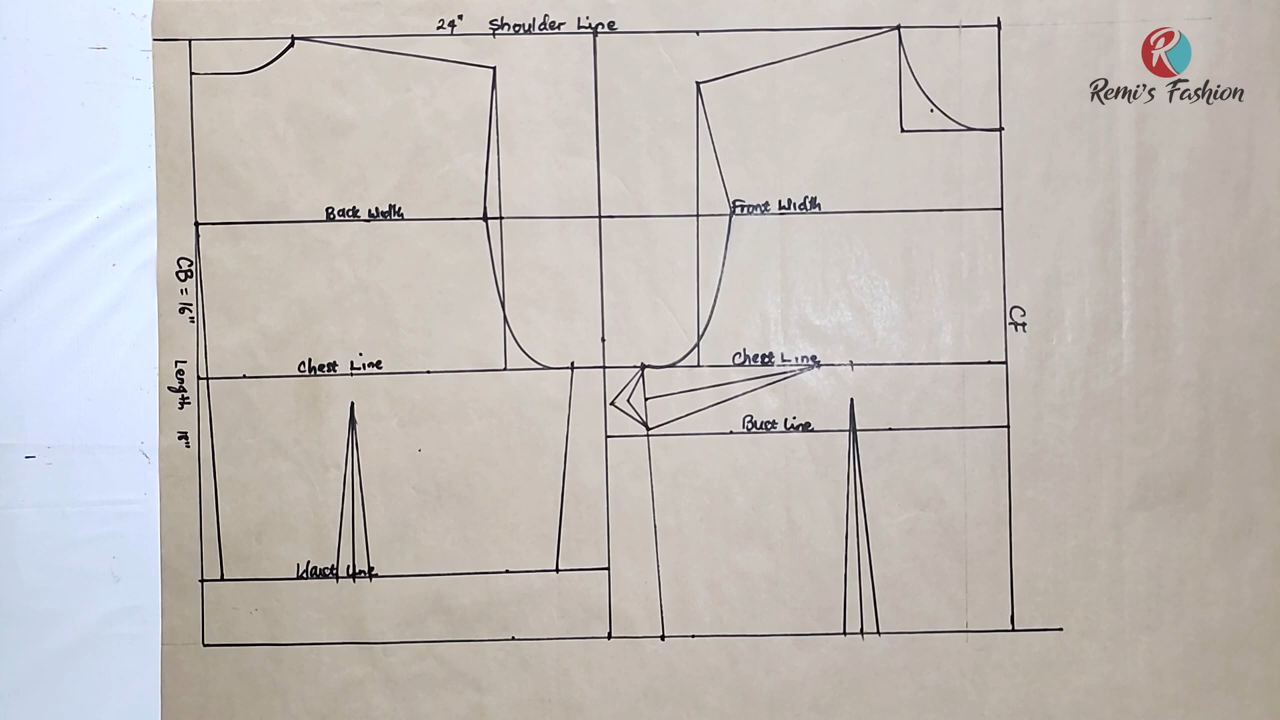 24" Shoulder Line
R
Remi's Fashion
Back Width
Front Width
CB = 16"
Length 18"
CF
Chest Line
Chest Line
Bust Line
Waist Line